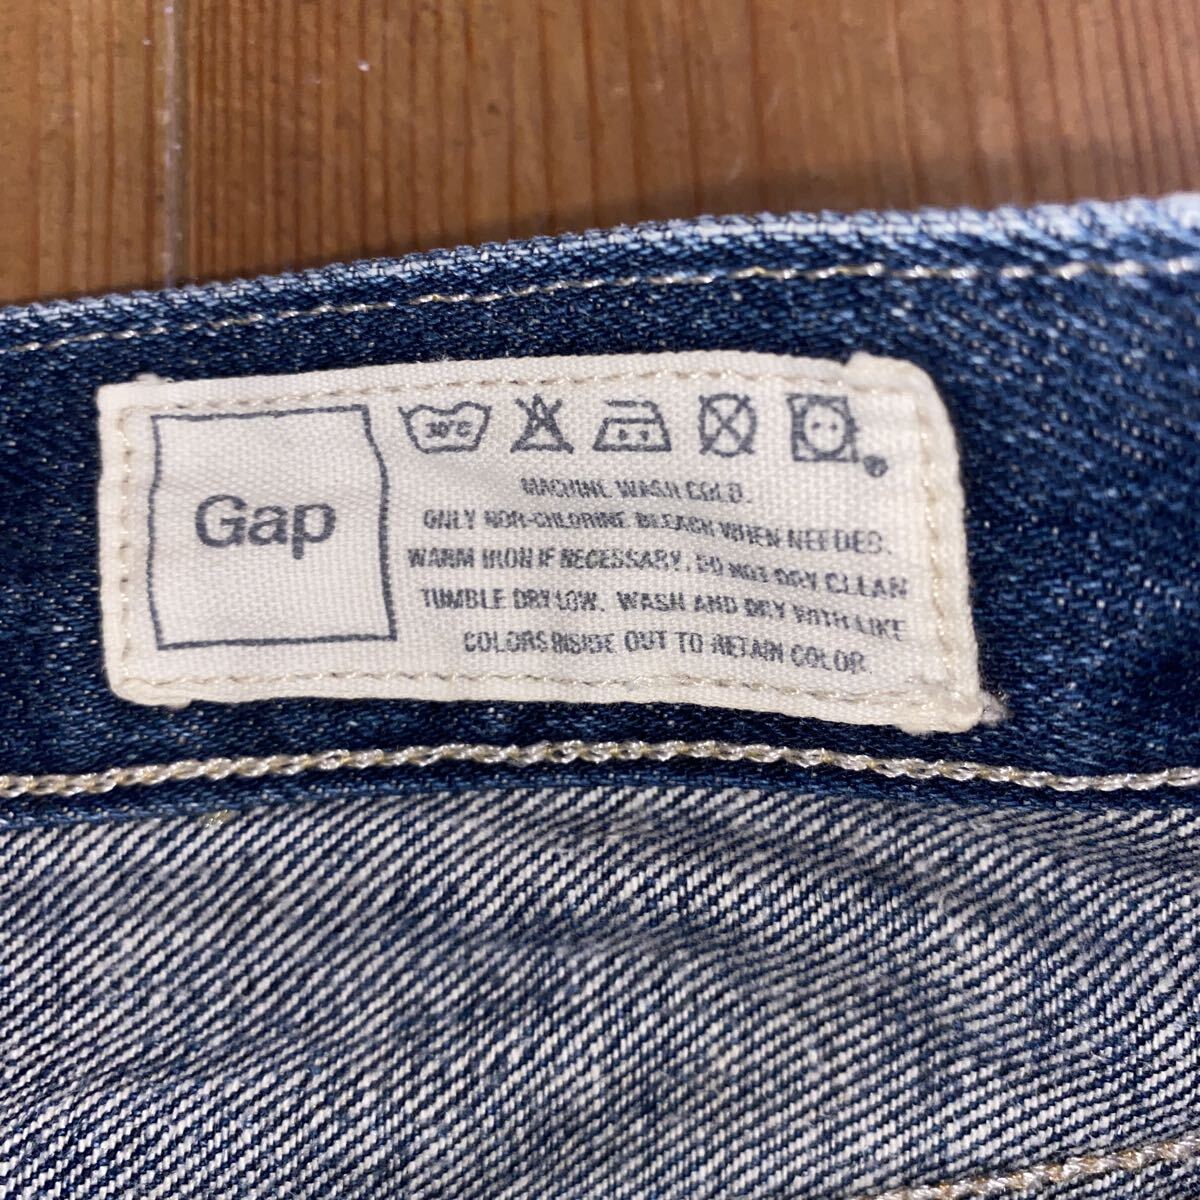 Gap
30°C
MACHINE WASH COLD.
ONLY NON-CHLORINE BLEACH WHEN NEEDED.
WARM IRON IF NECESSARY. DO NOT DRY CLEAN
TUMBLE DRY LOW. WASH AND DRY WITH LIKE
COLORS INSIDE OUT TO RETAIN COLOR.